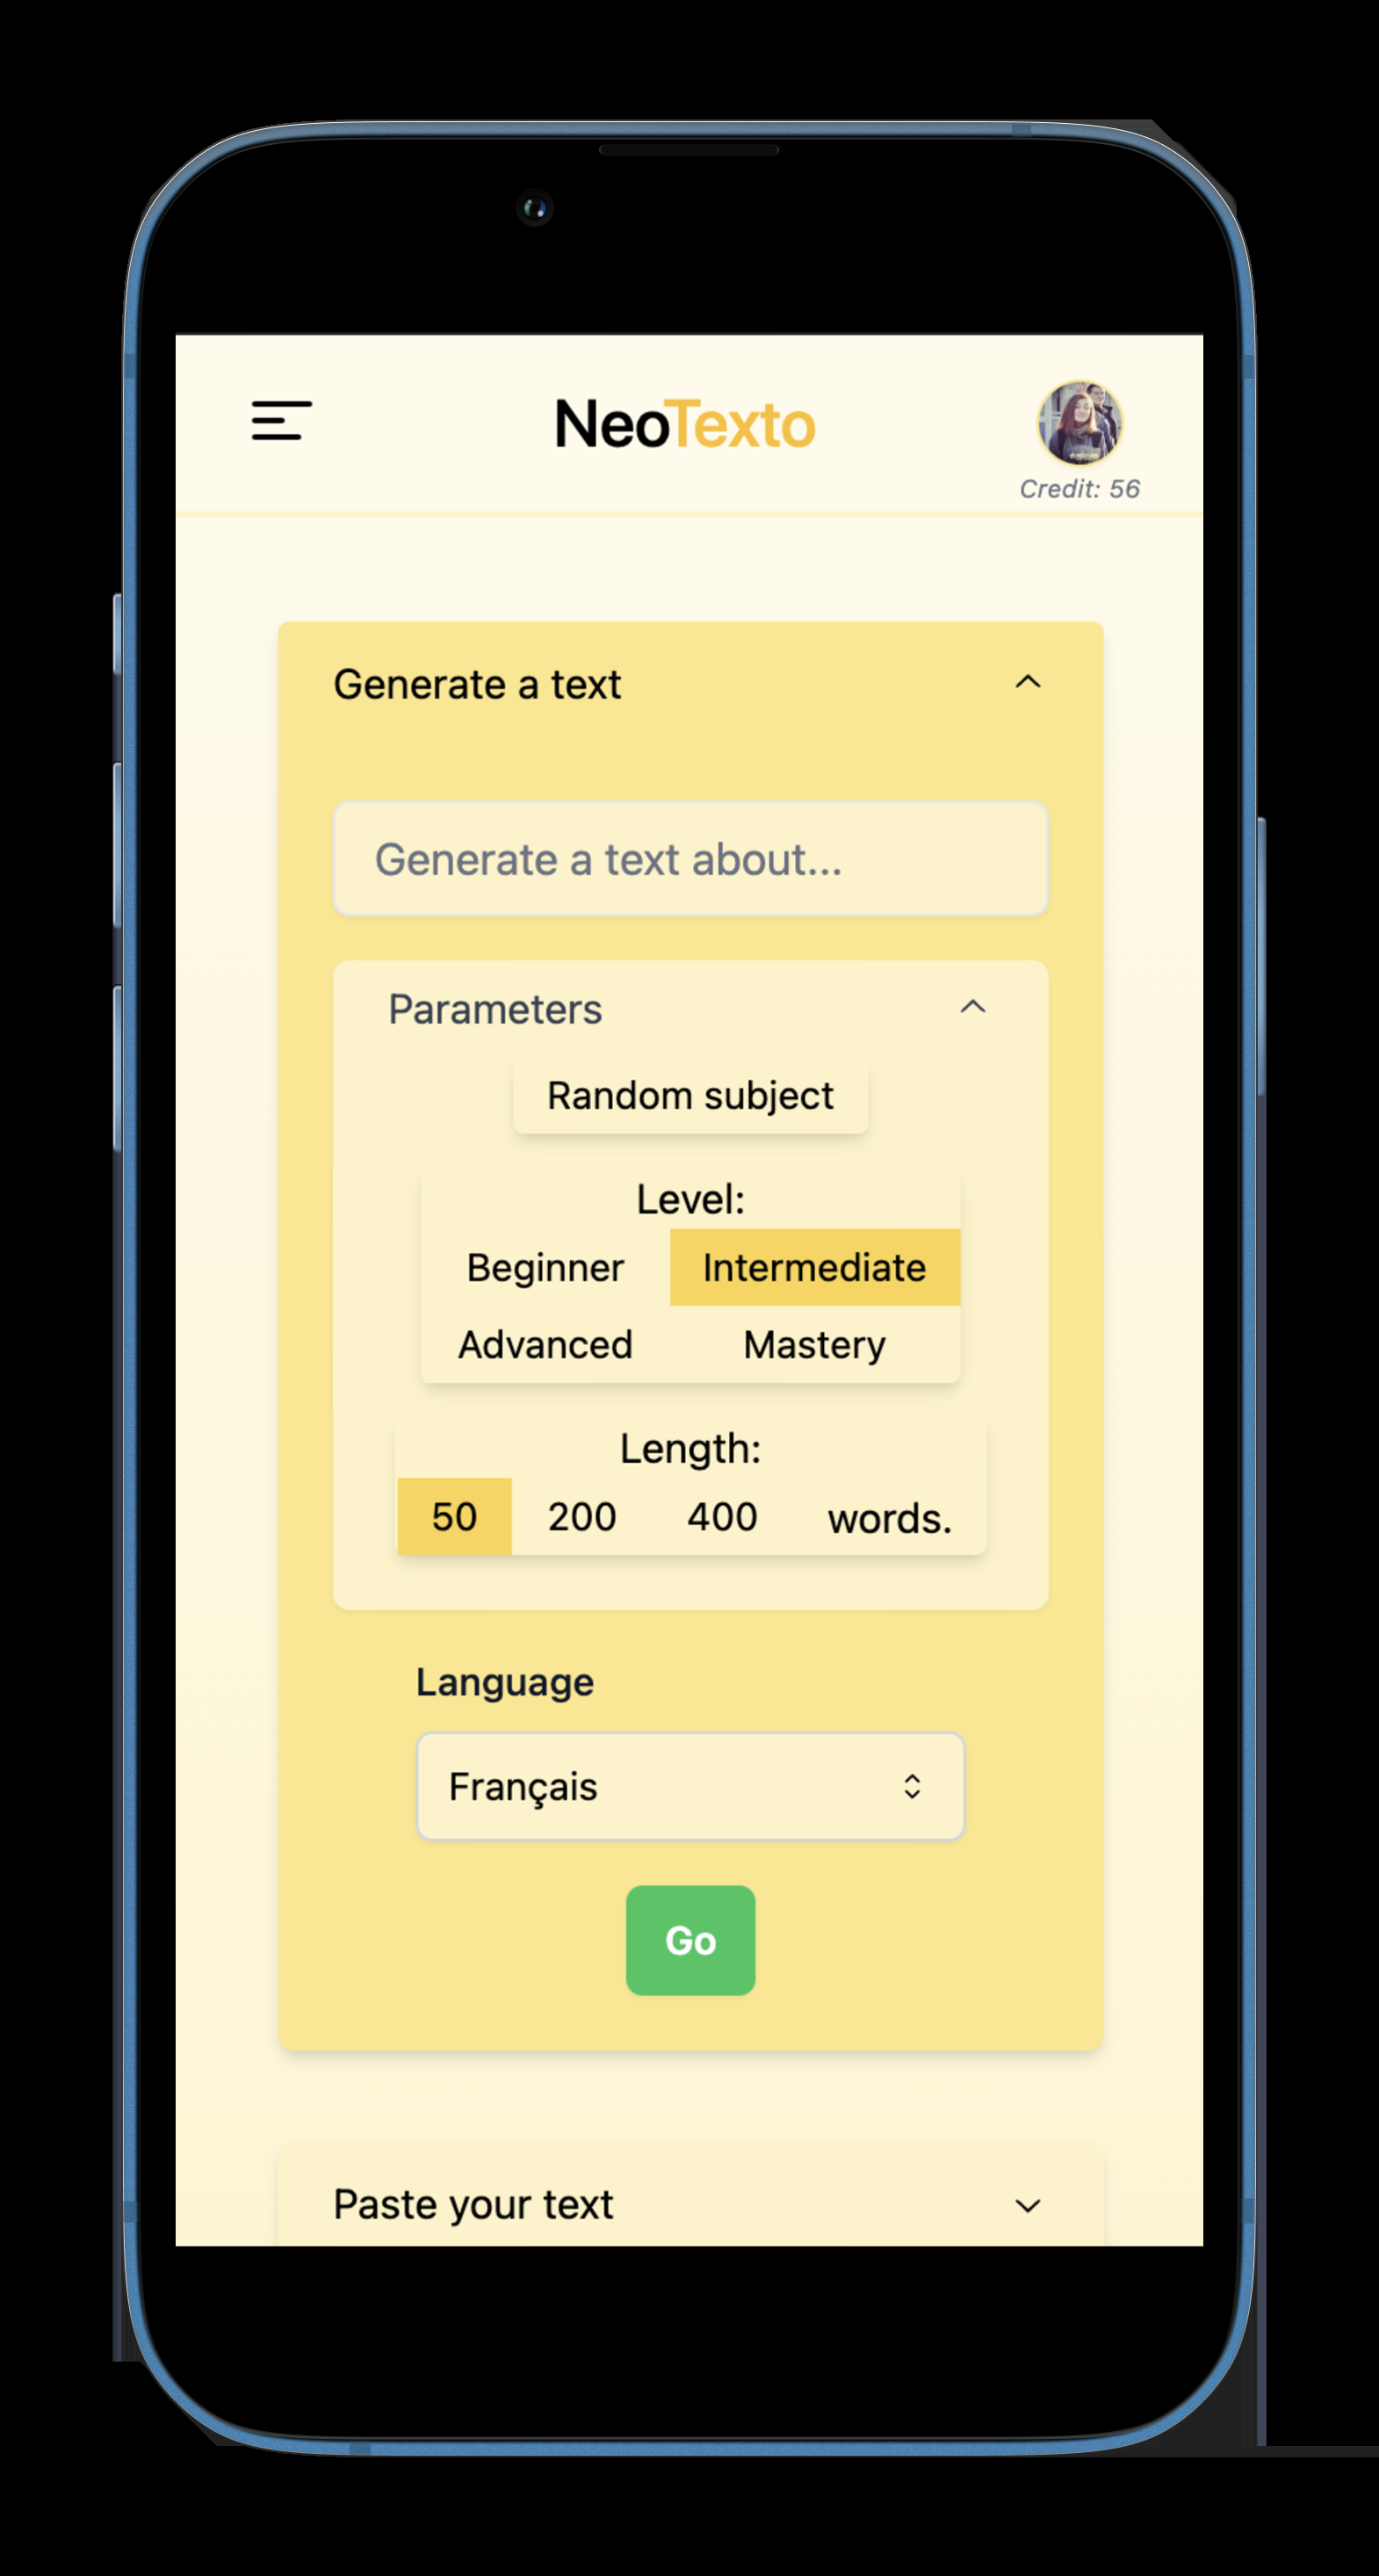 NeoTexto
Credit: 56
Generate a text
Generate a text about...
Parameters
Random subject
Level:
Beginner Intermediate
Advanced Mastery
Length:
50 200 400 words.
Language
Français
Go
Paste your text